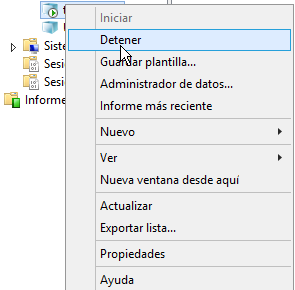 Iniciar
Detener
Siste
Guardar plantilla...
Sesi
Administrador de datos...
Sesi
Informe más reciente
Informe
Nuevo
Ver
Nueva ventana desde aquí
Actualizar
Exportar lista...
Propiedades
Ayuda